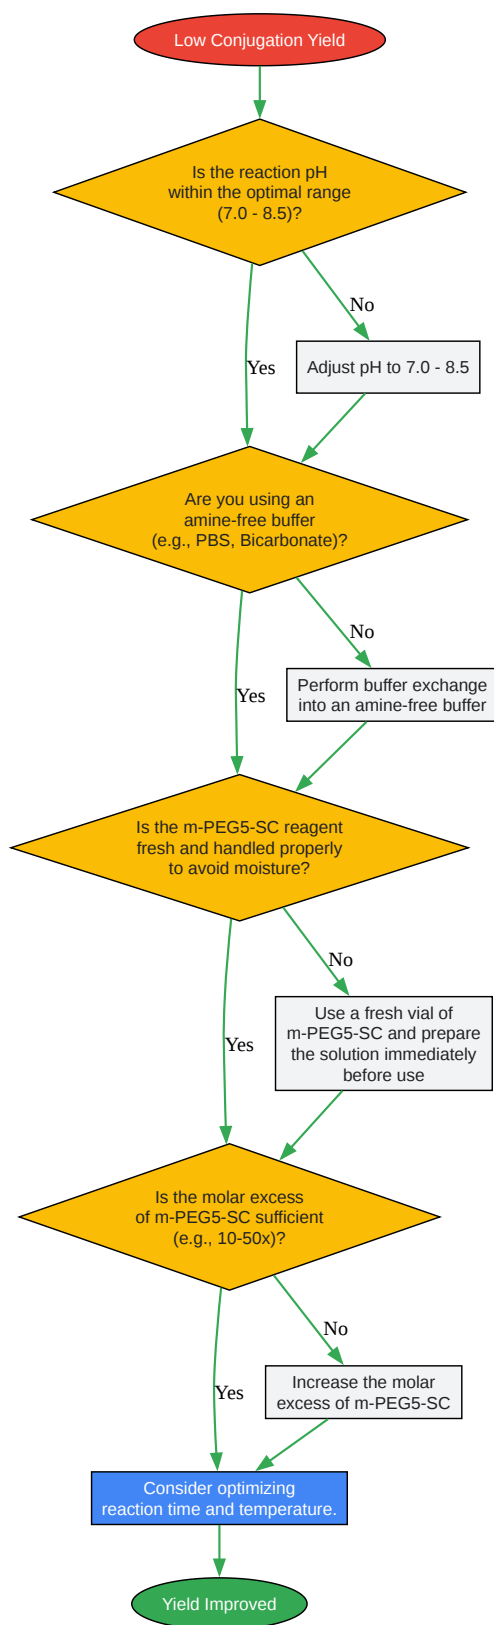 Low Conjugation Yield
Is the reaction pH
within the optimal range
(7.0 - 8.5)?
No
Yes
Adjust pH to 7.0 - 8.5
Are you using an
amine-free buffer
(e.g., PBS, Bicarbonate)?
No
Yes
Perform buffer exchange
into an amine-free buffer
Is the m-PEG5-SC reagent
fresh and handled properly
to avoid moisture?
No
Yes
Use a fresh vial of
m-PEG5-SC and prepare
the solution immediately
before use
Is the molar excess
of m-PEG5-SC sufficient
(e.g., 10-50x)?
No
Yes
Increase the molar
excess of m-PEG5-SC
Consider optimizing
reaction time and temperature.
Yield Improved